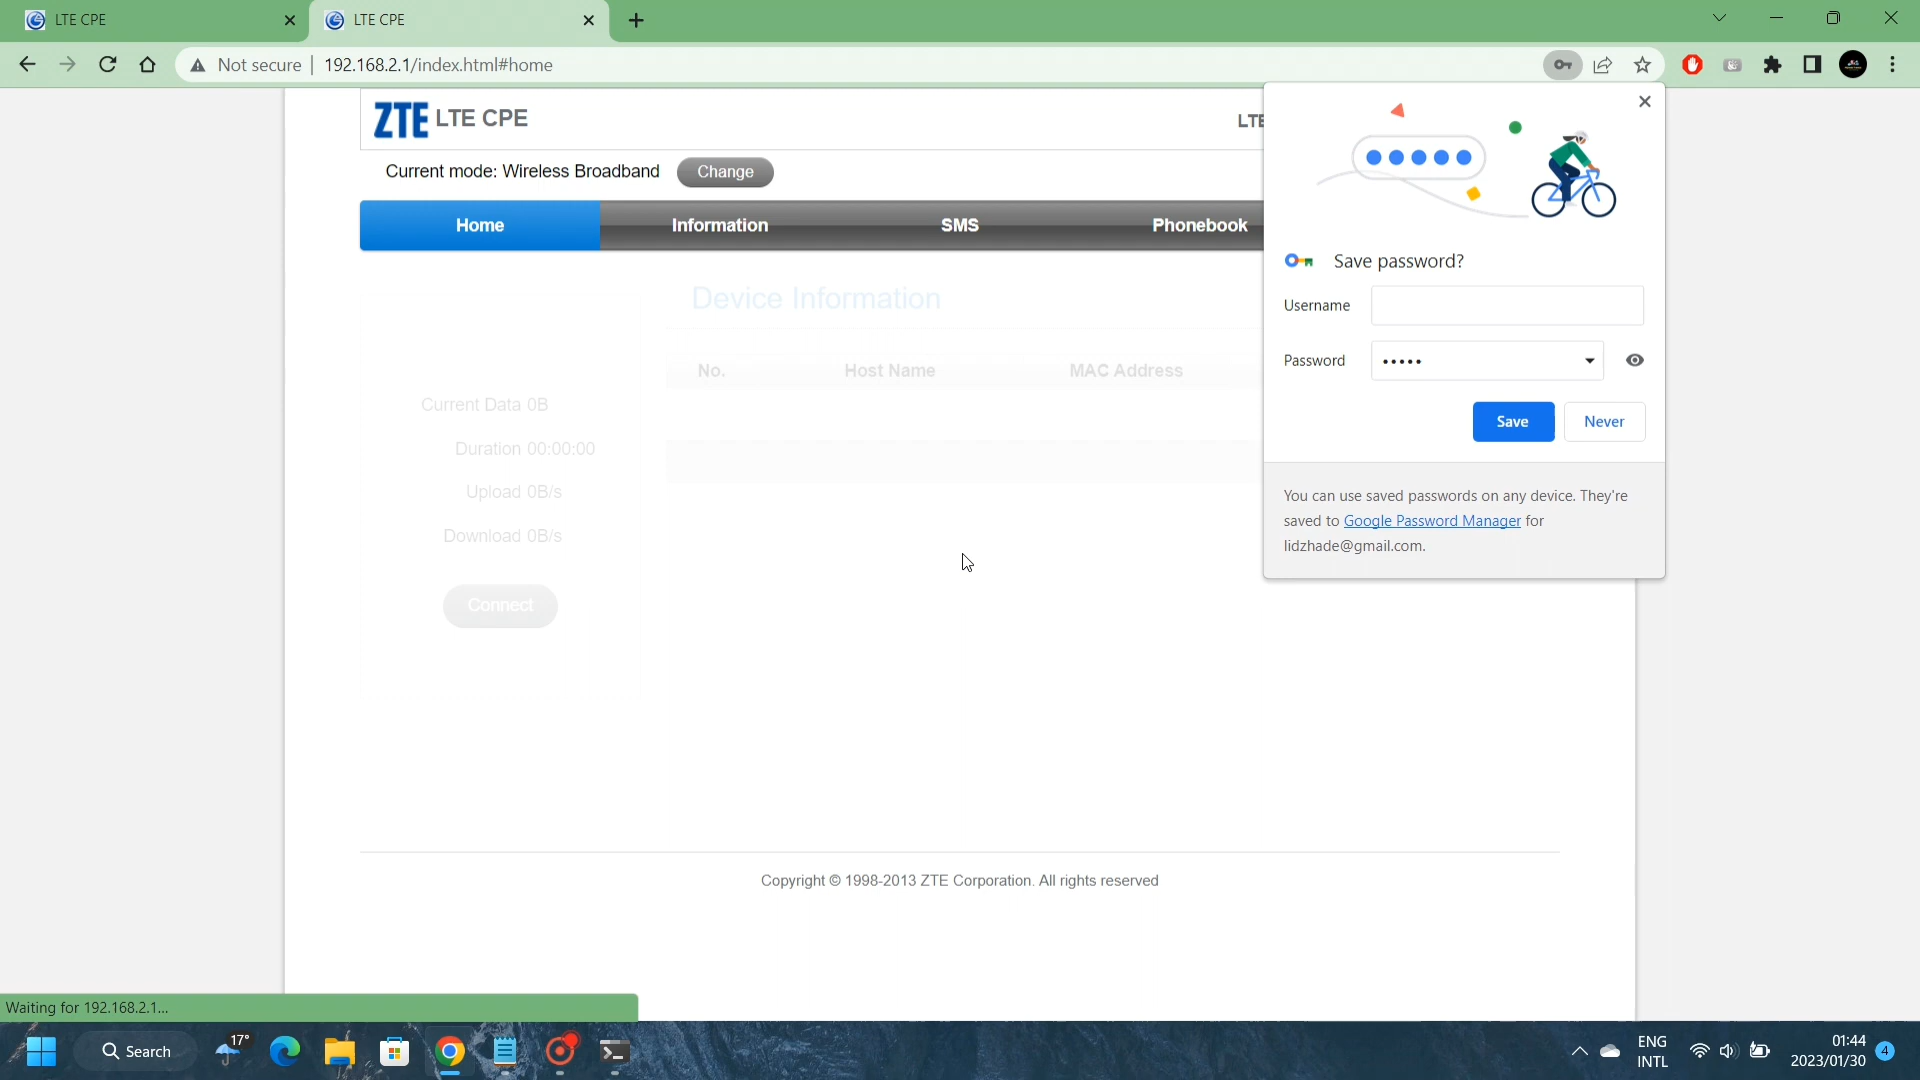 LTE CPE
LTE CPE
Not secure
192.168.2.1/index.html#home
ZTE LTE CPE
LTE
Current mode: Wireless Broadband
Change
Home
Information
SMS
Phonebook
Device Information
No.
Host Name
MAC Address
Current Data 0B
Duration 00:00:00
Upload 0B/s
Download 0B/s
Connect
Save password?
Username
Password
Save
Never
You can use saved passwords on any device. They're
saved to Google Password Manager for
lidzhade@gmail.com.
Copyright © 1998-2013 ZTE Corporation. All rights reserved
Waiting for 192.168.2.1...
Search
17°
ENG
INTL
01:44
2023/01/30
4